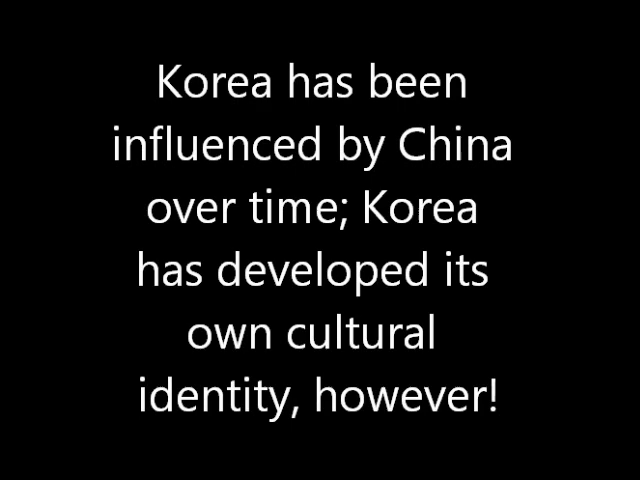 Korea has been
influenced by China
over time; Korea
has developed its
own cultural
identity, however!